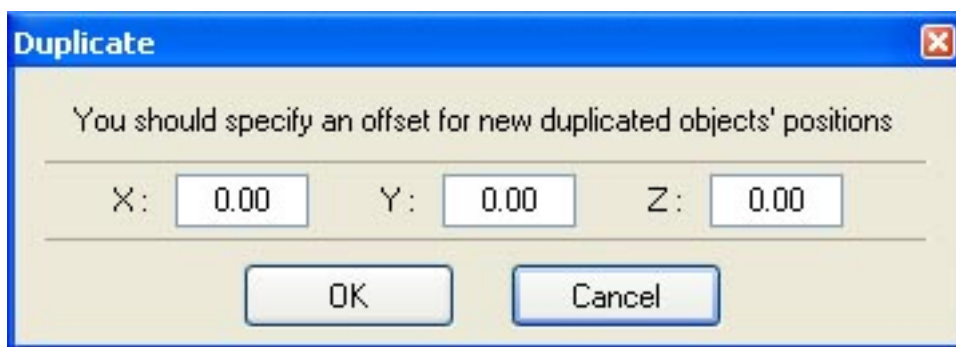 Duplicate
You should specify an offset for new duplicated objects' positions
X: 0.00 Y: 0.00 Z: 0.00
OK Cancel